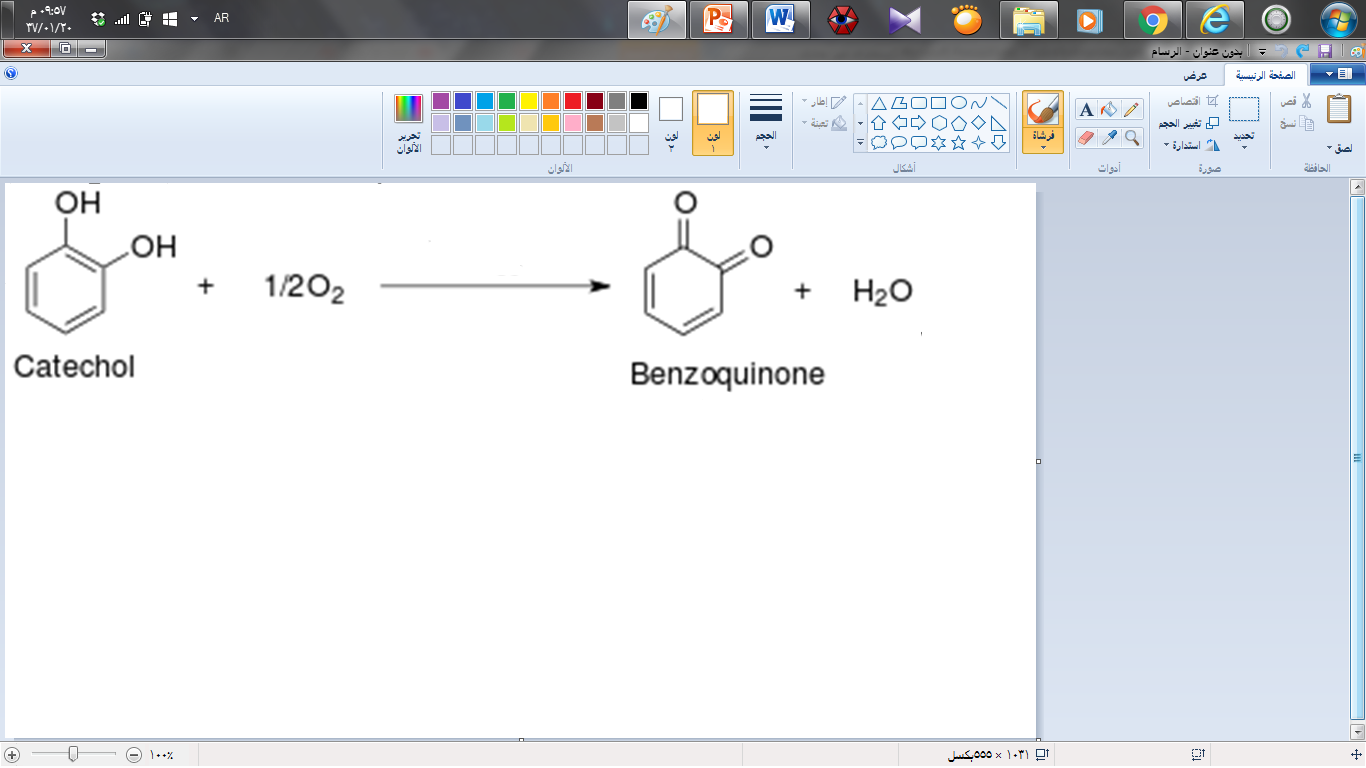 ٠٩:٥٧ م
٣٧/٠١/٢٠
AR
بدون عنوان - الرسام
الصفحة الرئيسية
عرض
لصق
قص
نسخ
الحافظة
تحديد
اقتصاص
تغيير الحجم
استدارة
صورة
A
أدوات
فرشاة
إطار
تعبئة
أشكال
الحجم
لون
١
لون
٢
تحرير
الألوان
الألوان
OH
OH
+ 1/2O₂
O
O
+ H₂O
Catechol
Benzoquinone
١٠٣١ × ٥٥٥بكسل
١٠٠٪